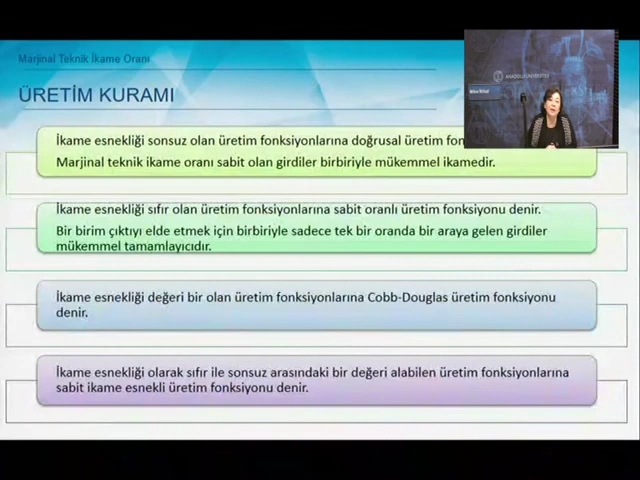 Marjinal Teknik İkame Oranı
ÜRETİM KURAMI
ANADOLU ÜNİVERSİTESİ
İkame esnekliği sonsuz olan üretim fonksiyonlarına doğrusal üretim fon
Marjinal teknik ikame oranı sabit olan girdiler birbiriyle mükemmel ikamedir.
İkame esnekliği sıfır olan üretim fonksiyonlarına sabit oranlı üretim fonksiyonu denir.
Bir birim çıktıyı elde etmek için birbiriyle sadece tek bir oranda bir araya gelen girdiler
mükemmel tamamlayıcıdır.
İkame esnekliği değeri bir olan üretim fonksiyonlarına Cobb-Douglas üretim fonksiyonu
denir.
İkame esnekliği olarak sıfır ile sonsuz arasındaki bir değeri alabilen üretim fonksiyonlarına
sabit ikame esnekli üretim fonksiyonu denir.